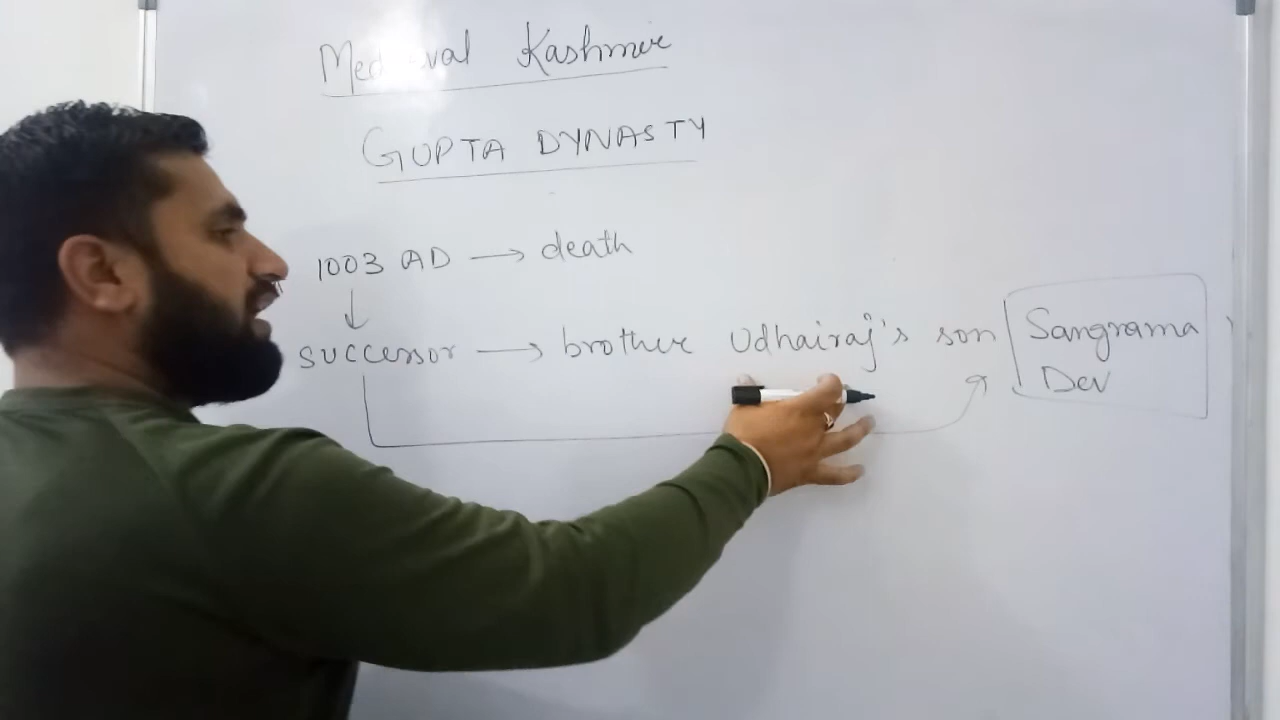 Medieval Kashmir
GUPTA DYNASTY
1003 AD → death
↓
successor → brother Udhairaj's son Sangrama
Dev